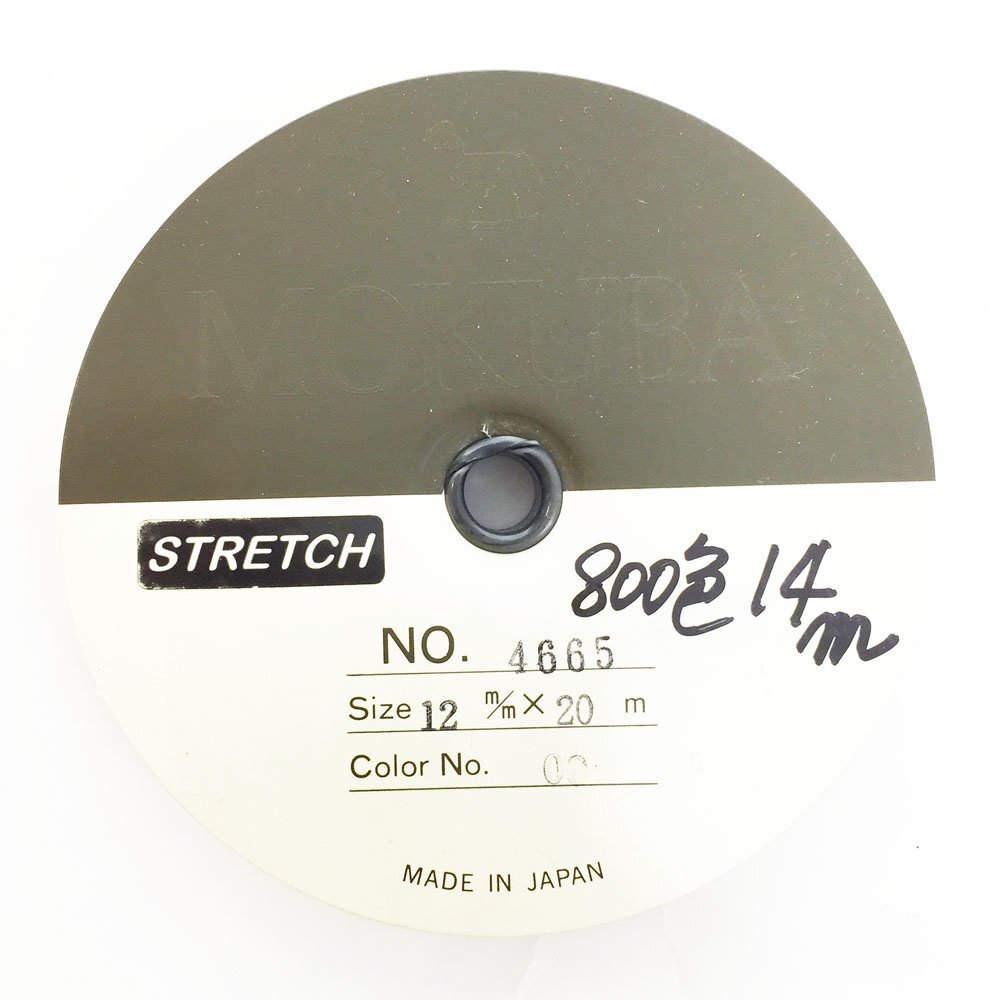 MOKUBA
STRETCH
800色 14m
NO. 4665
Size 12 m/m × 20 m
Color No.
MADE IN JAPAN